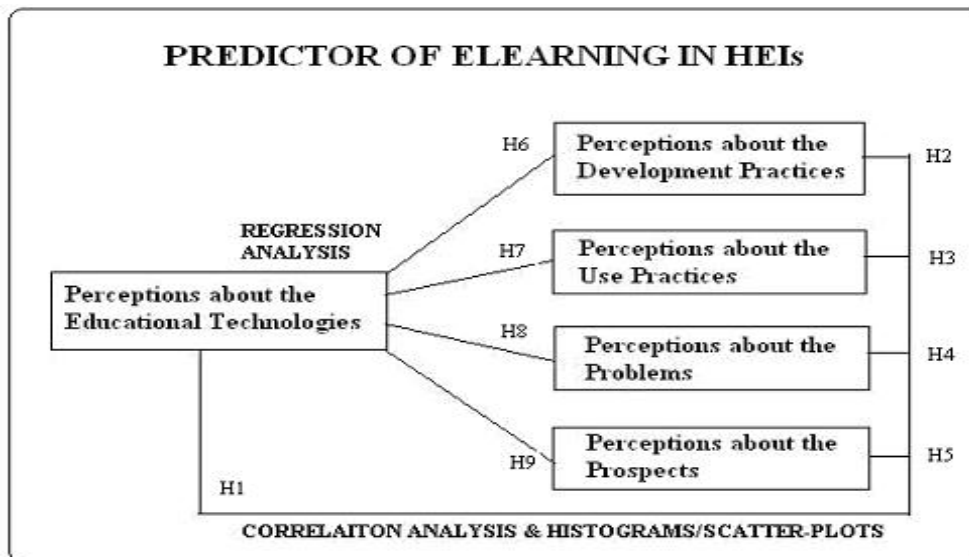 PREDICTOR OF ELEARNING IN HEIs
H6
Perceptions about the
Development Practices
H2
REGRESSION
ANALYSIS
H7
Perceptions about the
Use Practices
H3
Perceptions about the
Educational Technologies
H8
Perceptions about the
Problems
H4
H9
Perceptions about the
Prospects
H5
H1
CORRELAITON ANALYSIS & HISTOGRAMS/SCATTER-PLOTS